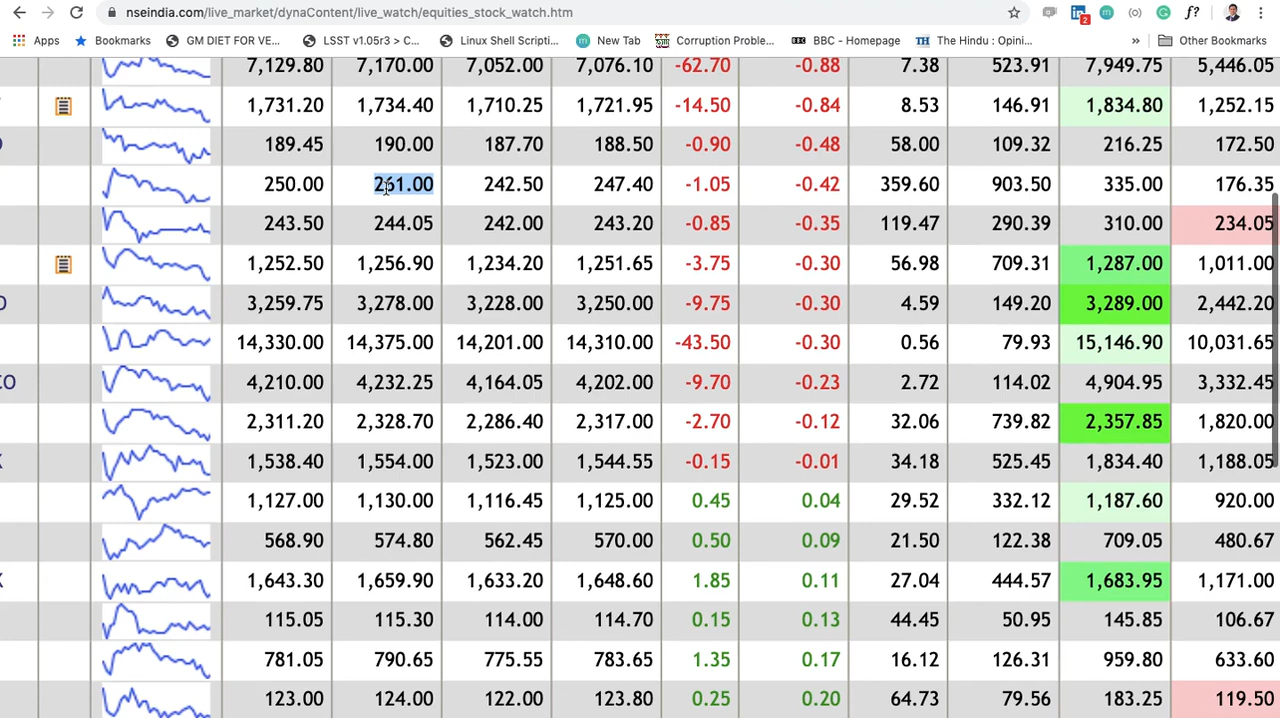 nseindia.com/live_market/dynaContent/live_watch/equities_stock_watch.htm
2
m
f?
Apps Bookmarks GM DIET FOR VE... LSST v1.05r3 > C... Linux Shell Scripti... m New Tab Corruption Proble... BBC BBC - Homepage TH The Hindu : Opini... » Other Bookmarks
7,129.80 7,170.00 7,052.00 7,076.10 -62.70 -0.88 7.38 523.91 7,949.75 5,446.05
1,731.20 1,734.40 1,710.25 1,721.95 -14.50 -0.84 8.53 146.91 1,834.80 1,252.15
189.45 190.00 187.70 188.50 -0.90 -0.48 58.00 109.32 216.25 172.50
250.00 261.00 242.50 247.40 -1.05 -0.42 359.60 903.50 335.00 176.35
243.50 244.05 242.00 243.20 -0.85 -0.35 119.47 290.39 310.00 234.05
1,252.50 1,256.90 1,234.20 1,251.65 -3.75 -0.30 56.98 709.31 1,287.00 1,011.00
3,259.75 3,278.00 3,228.00 3,250.00 -9.75 -0.30 4.59 149.20 3,289.00 2,442.20
14,330.00 14,375.00 14,201.00 14,310.00 -43.50 -0.30 0.56 79.93 15,146.90 10,031.65
CO 4,210.00 4,232.25 4,164.05 4,202.00 -9.70 -0.23 2.72 114.02 4,904.95 3,332.45
2,311.20 2,328.70 2,286.40 2,317.00 -2.70 -0.12 32.06 739.82 2,357.85 1,820.00
K 1,538.40 1,554.00 1,523.00 1,544.55 -0.15 -0.01 34.18 525.45 1,834.40 1,188.05
1,127.00 1,130.00 1,116.45 1,125.00 0.45 0.04 29.52 332.12 1,187.60 920.00
568.90 574.80 562.45 570.00 0.50 0.09 21.50 122.38 709.05 480.67
K 1,643.30 1,659.90 1,633.20 1,648.60 1.85 0.11 27.04 444.57 1,683.95 1,171.00
115.05 115.30 114.00 114.70 0.15 0.13 44.45 50.95 145.85 106.67
781.05 790.65 775.55 783.65 1.35 0.17 16.12 126.31 959.80 633.60
123.00 124.00 122.00 123.80 0.25 0.20 64.73 79.56 183.25 119.50